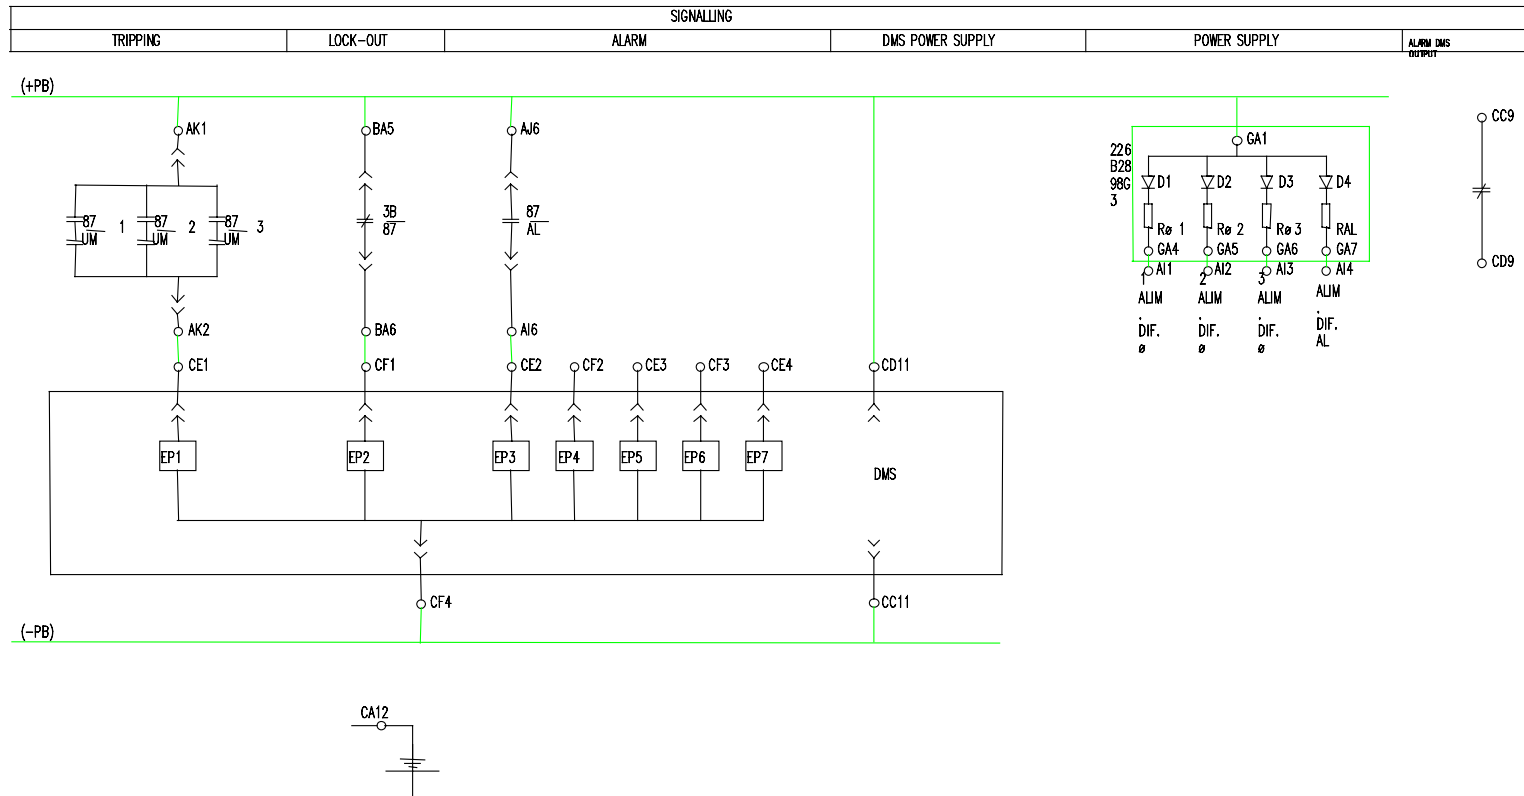 SIGNALLING
TRIPPING LOCK-OUT ALARM DMS POWER SUPPLY POWER SUPPLY ALARM DMS
OUTPUT
(+PB)
AK1 BA5 AJ6 GA1 CC9
226
B28
98G
3
D1 D2 D3 D4
87 1 87 2 87 3
UM UM UM
3B
87
87
AL
Rø 1 Rø 2 Rø 3 RAL
GA4 GA5 GA6 GA7
AI1 AI2 AI3 AI4 CD9
1 2 3
ALIM ALIM ALIM ALIM
. . . .
DIF. DIF. DIF. DIF.
ø ø ø AL
AK2 BA6 AI6
CE1 CF1 CE2 CF2 CE3 CF3 CE4 CD11
EP1 EP2 EP3 EP4 EP5 EP6 EP7
DMS
CF4 CC11
(-PB)
CA12